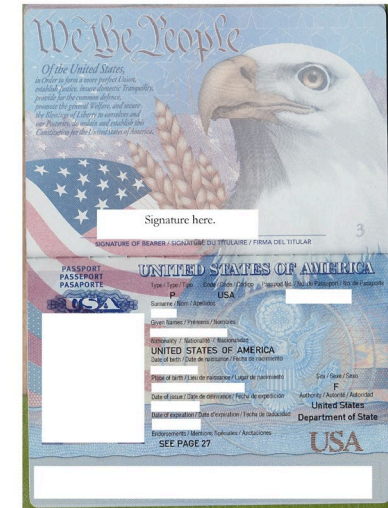 We the People
Of the United States,
in Order to form a more perfect Union,
establish Justice, insure domestic Tranquility,
provide for the common defence,
promote the general Welfare, and secure
the Blessings of Liberty to ourselves and
our Posterity, do ordain and establish this
Constitution for the United States of America.
Signature here.
3
SIGNATURE OF BEARER / SIGNATURE DU TITULAIRE / FIRMA DEL TITULAR
PASSPORT
PASSEPORT
PASAPORTE
USA
UNITED STATES OF AMERICA
Type / Type / Tipo Code / Code / Código Passport No. / No. de Passeport / No. de Pasaporte
P USA
Surname / Nom / Apellidos
Given Names / Prénoms / Nombres
Nationality / Nationalité / Nacionalidad
UNITED STATES OF AMERICA
Date of birth / Date de naissance / Fecha de nacimiento
Place of birth / Lieu de naissance / Lugar de nacimiento Sex / Sexe / Sexo
F
Date of issue / Date de délivrance / Fecha de expedición Authority / Autorité / Autoridad
United States
Date of expiration / Date d'expiration / Fecha de caducidad Department of State
Endorsements / Mentions Spéciales / Anotaciones
SEE PAGE 27
USA